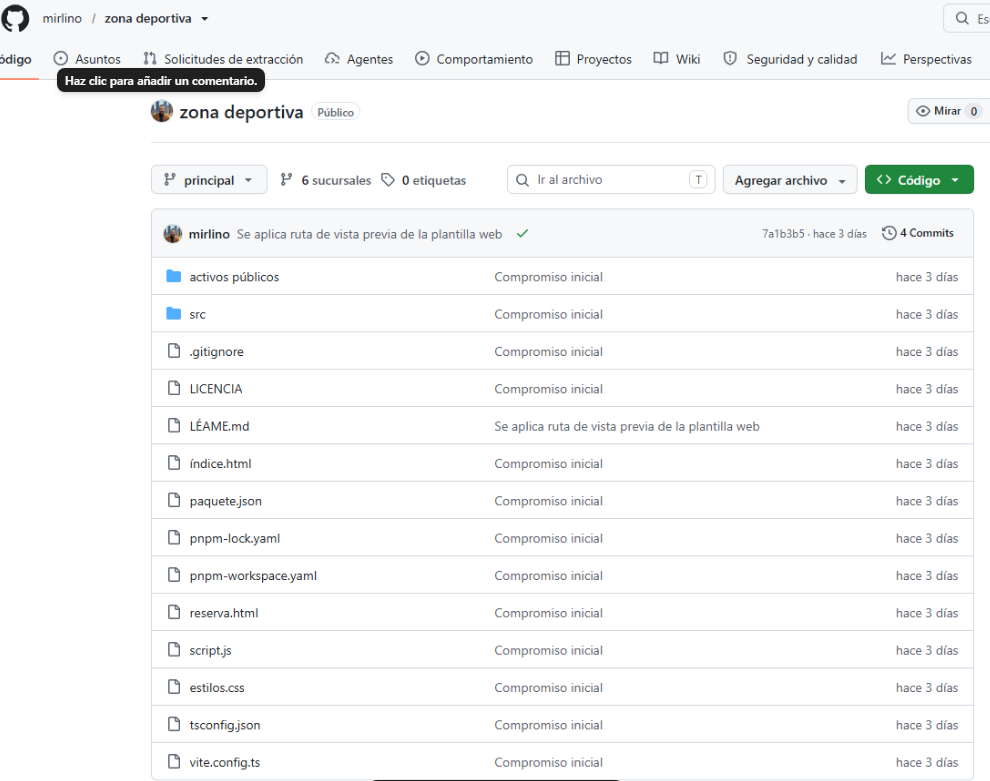 mirlino / zona deportiva
Es
ódigo Asuntos Solicitudes de extracción Agentes Comportamiento Proyectos Wiki Seguridad y calidad Perspectivas
Haz clic para añadir un comentario.
zona deportiva Público Mirar 0
principal 6 sucursales 0 etiquetas Ir al archivo T Agregar archivo Código
mirlino Se aplica ruta de vista previa de la plantilla web 7a1b3b5 · hace 3 días 4 Commits
activos públicos Compromiso inicial hace 3 días
src Compromiso inicial hace 3 días
.gitignore Compromiso inicial hace 3 días
LICENCIA Compromiso inicial hace 3 días
LÉAME.md Se aplica ruta de vista previa de la plantilla web hace 3 días
índice.html Compromiso inicial hace 3 días
paquete.json Compromiso inicial hace 3 días
pnpm-lock.yaml Compromiso inicial hace 3 días
pnpm-workspace.yaml Compromiso inicial hace 3 días
reserva.html Compromiso inicial hace 3 días
script.js Compromiso inicial hace 3 días
estilos.css Compromiso inicial hace 3 días
tsconfig.json Compromiso inicial hace 3 días
vite.config.ts Compromiso inicial hace 3 días